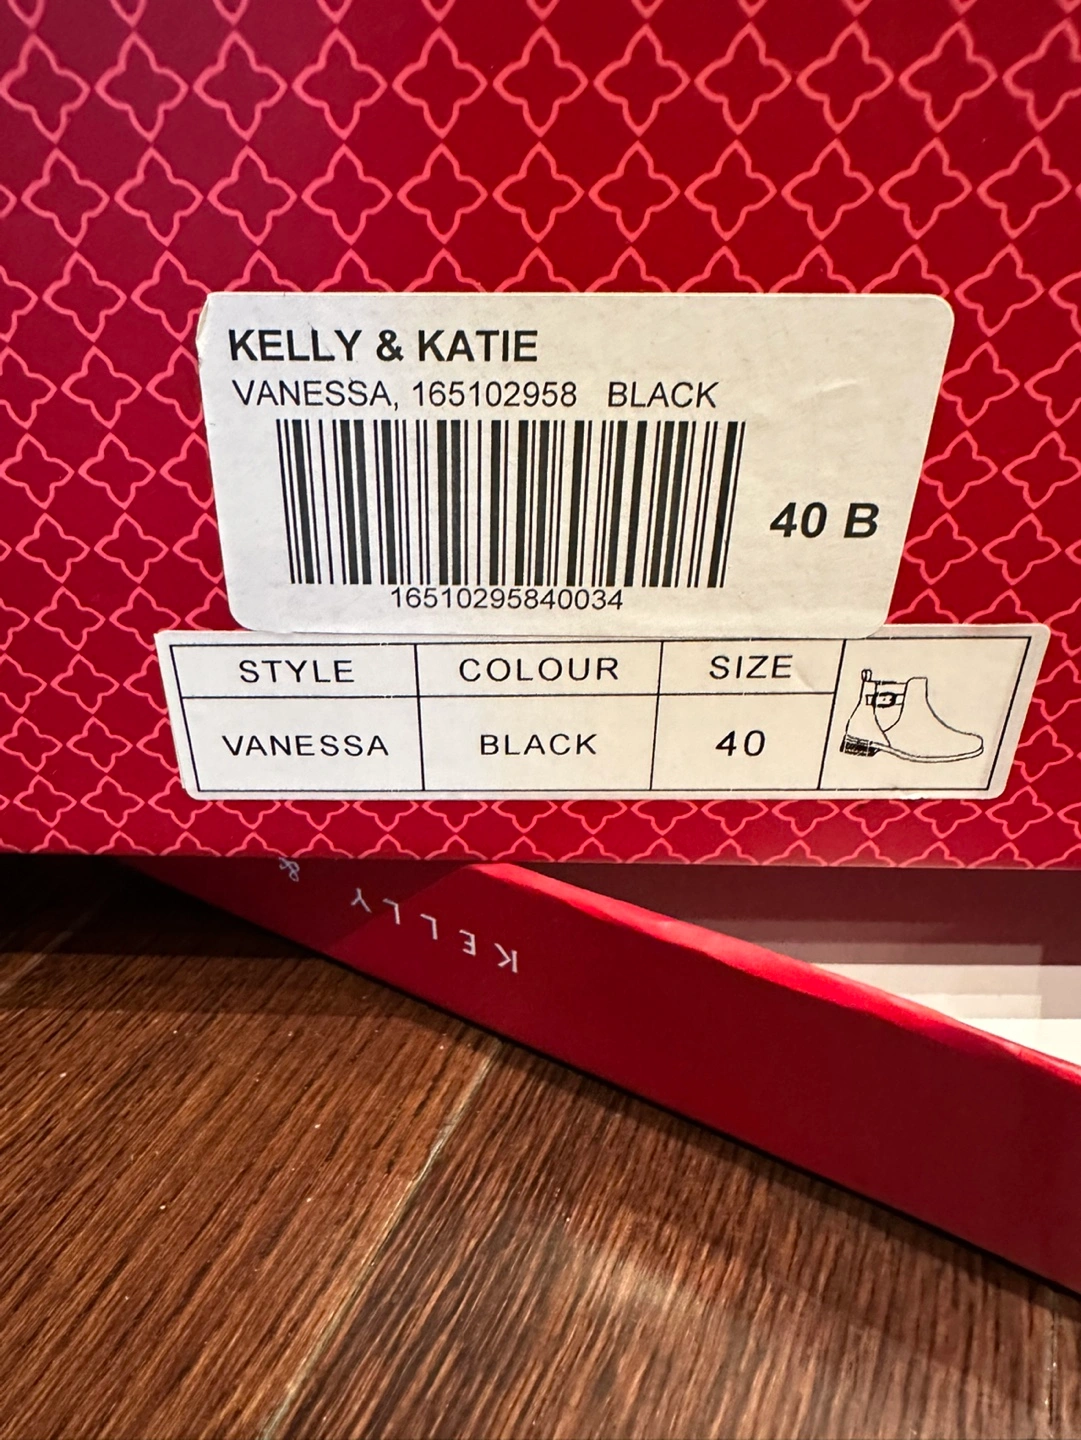 KELLY & KATIE
VANESSA, 165102958 BLACK
40 B
16510295840034
STYLE COLOUR SIZE
VANESSA BLACK 40
KELLY &